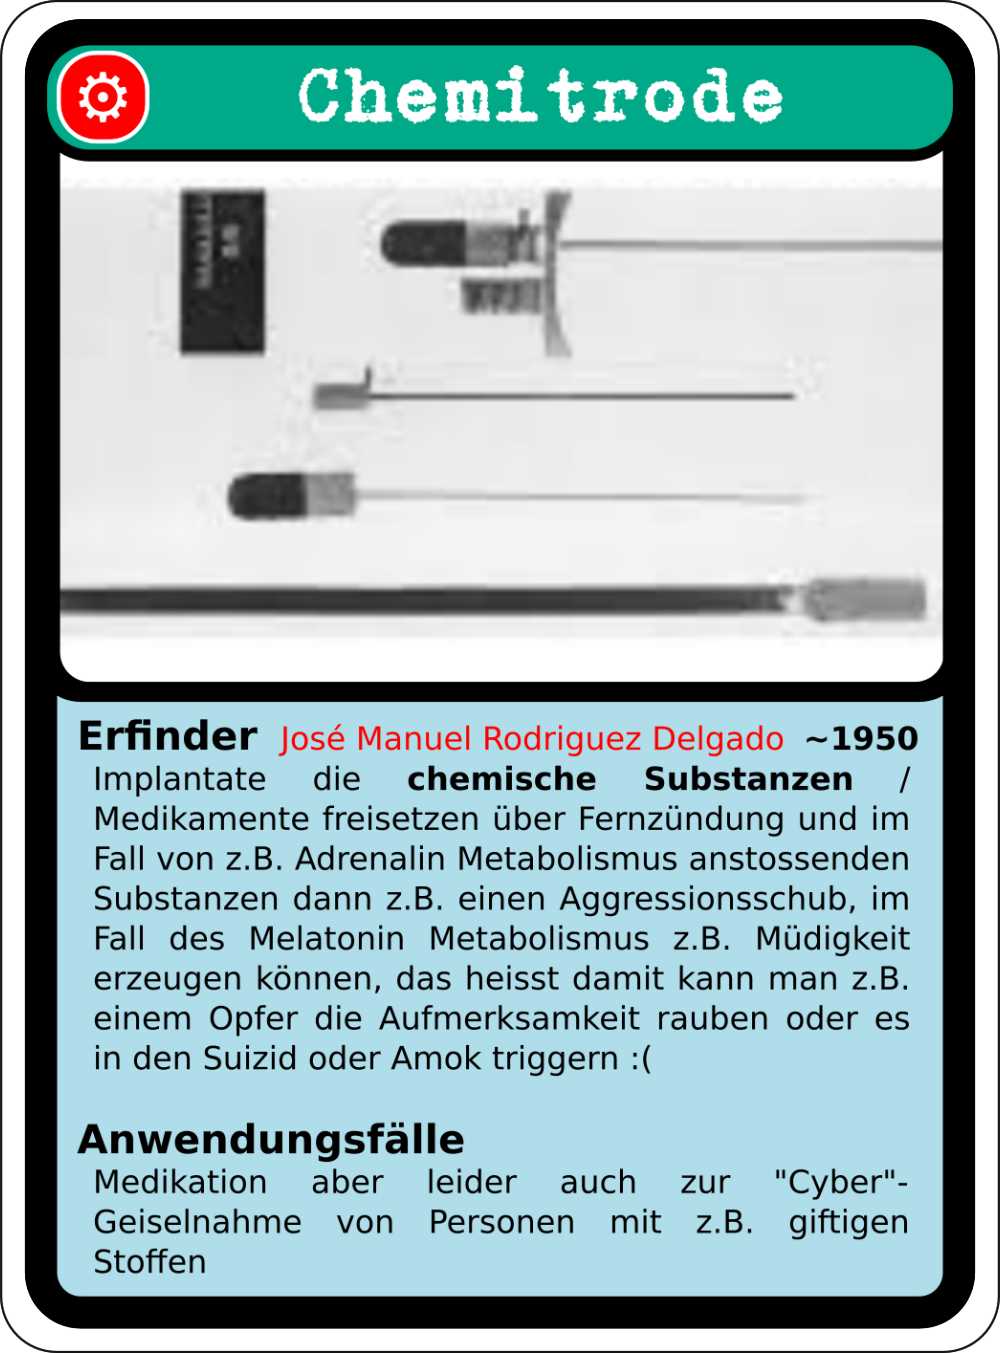 Chemitrode
Erfinder José Manuel Rodriguez Delgado ~1950
Implantate die chemische Substanzen /
Medikamente freisetzen über Fernzündung und im
Fall von z.B. Adrenalin Metabolismus anstossenden
Substanzen dann z.B. einen Aggressionsschub, im
Fall des Melatonin Metabolismus z.B. Müdigkeit
erzeugen können, das heisst damit kann man z.B.
einem Opfer die Aufmerksamkeit rauben oder es
in den Suizid oder Amok triggern :(
Anwendungsfälle
Medikation aber leider auch zur "Cyber"-
Geiselnahme von Personen mit z.B. giftigen
Stoffen